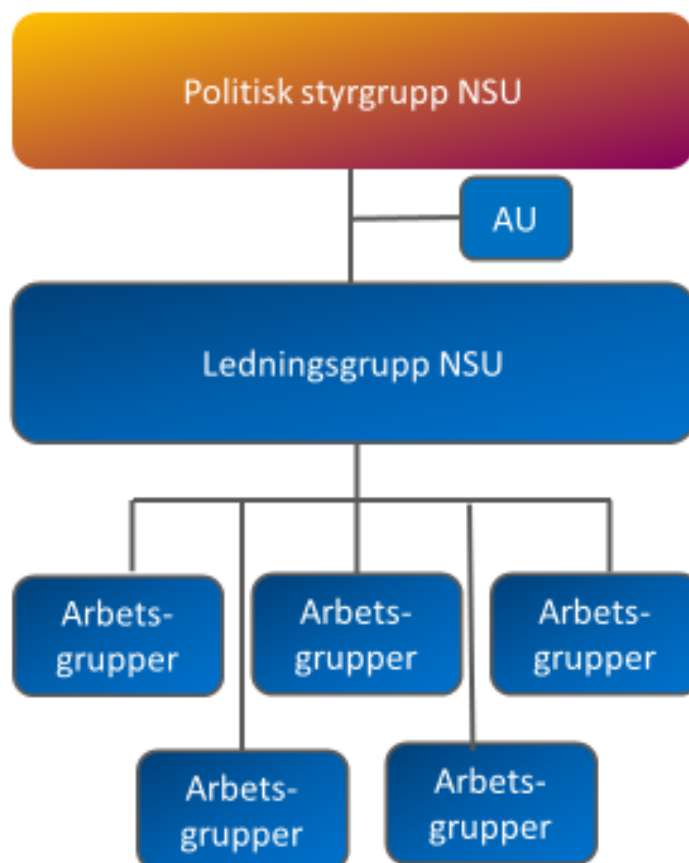 Politisk styrgrupp NSU
AU
Ledningsgrupp NSU
Arbets-
grupper
Arbets-
grupper
Arbets-
grupper
Arbets-
grupper
Arbets-
grupper